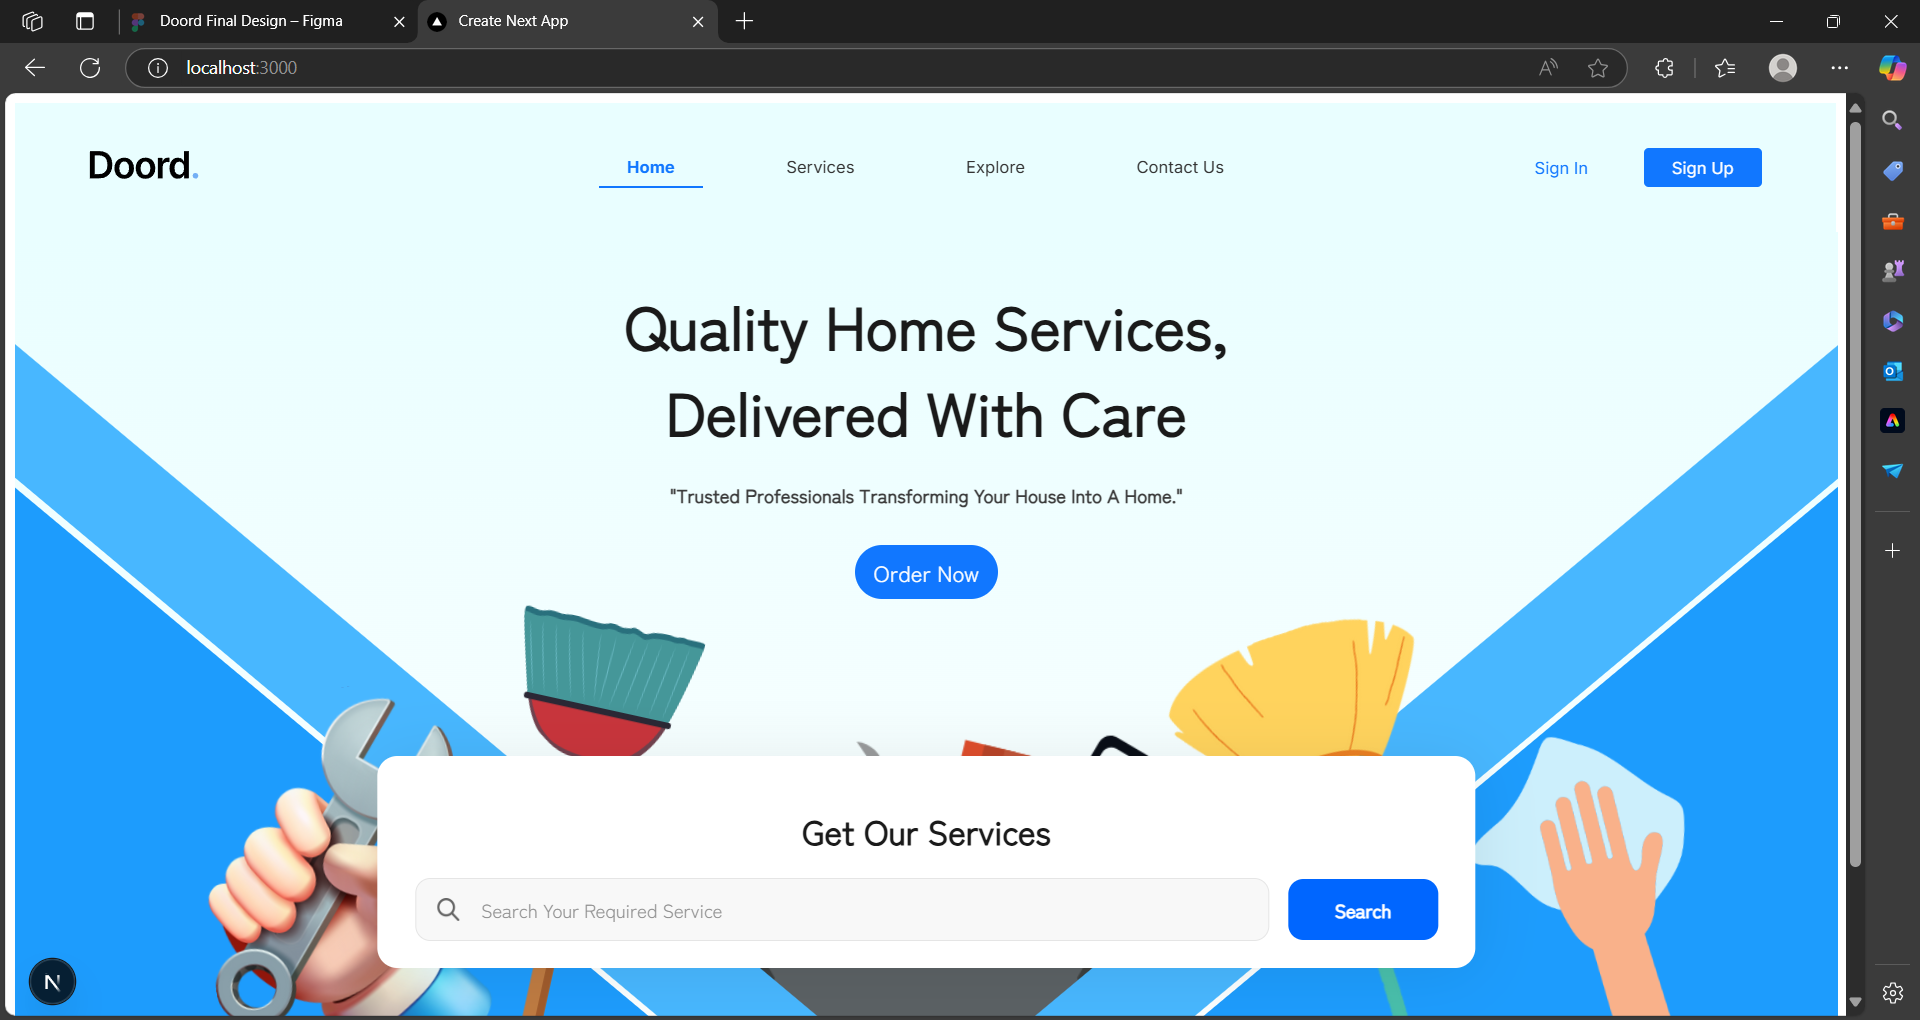 Doord Final Design – Figma
Create Next App
localhost:3000
Doord.
Home
Services
Explore
Contact Us
Sign In
Sign Up
Quality Home Services,
Delivered With Care
"Trusted Professionals Transforming Your House Into A Home."
Order Now
Get Our Services
Search Your Required Service
Search
N